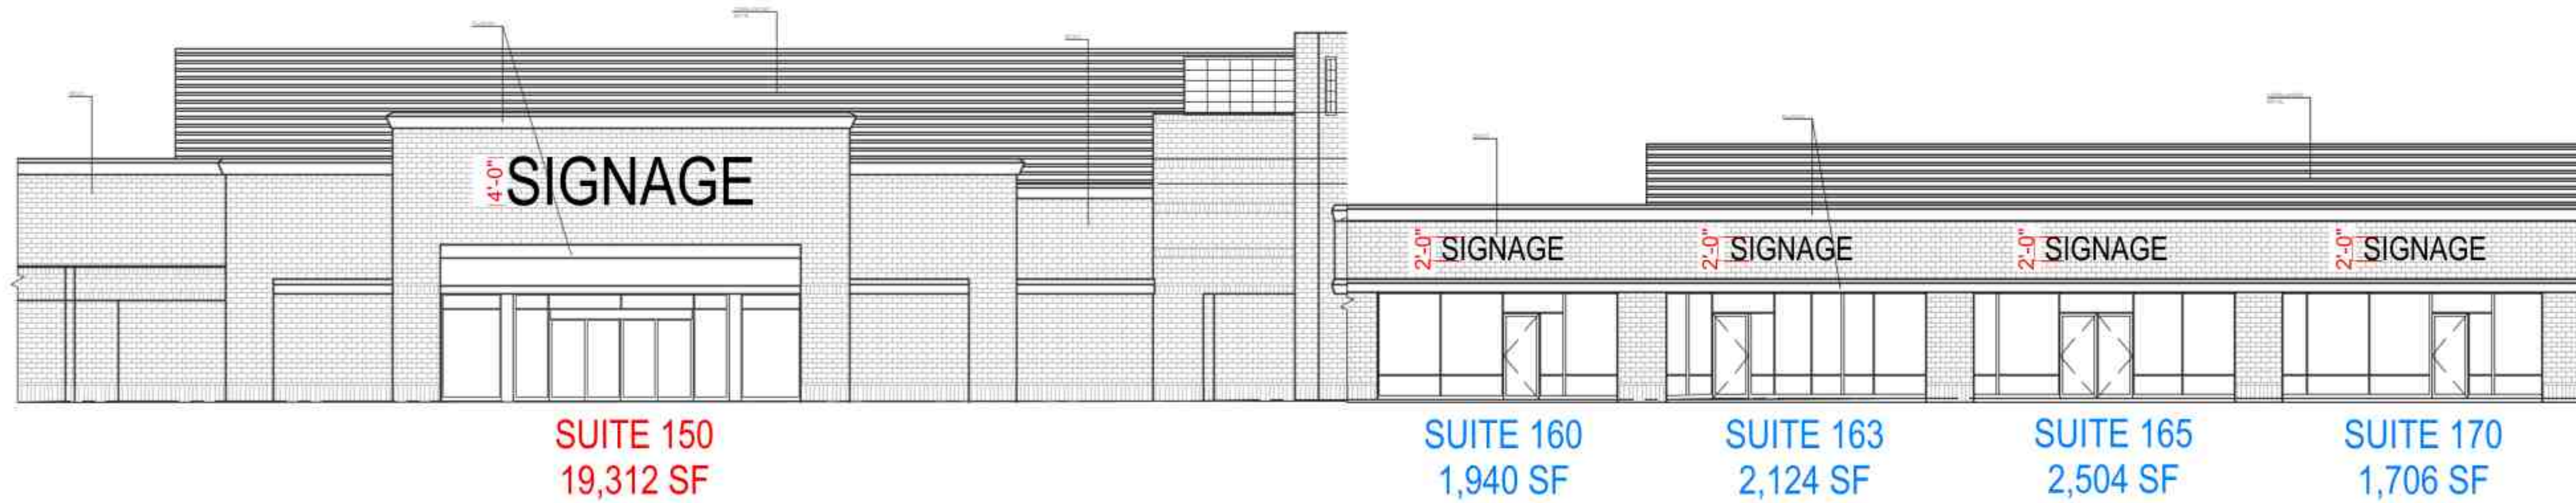 4'-0"
SIGNAGE
2'-0"
SIGNAGE
2'-0"
SIGNAGE
2'-0"
SIGNAGE
2'-0"
SIGNAGE
SUITE 150
19,312 SF
SUITE 160
1,940 SF
SUITE 163
2,124 SF
SUITE 165
2,504 SF
SUITE 170
1,706 SF